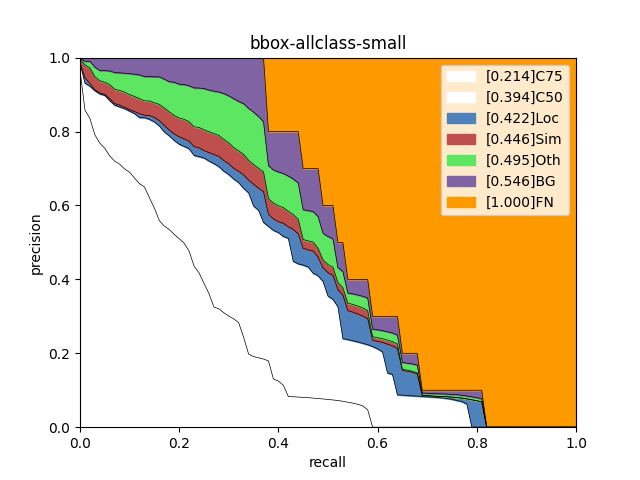 bbox-allclass-small
1.0
0.8
0.6
0.4
0.2
0.0
precision
[0.214]C75
[0.394]C50
[0.422]Loc
[0.446]Sim
[0.495]Oth
[0.546]BG
[1.000]FN
0.0 0.2 0.4 0.6 0.8 1.0
recall